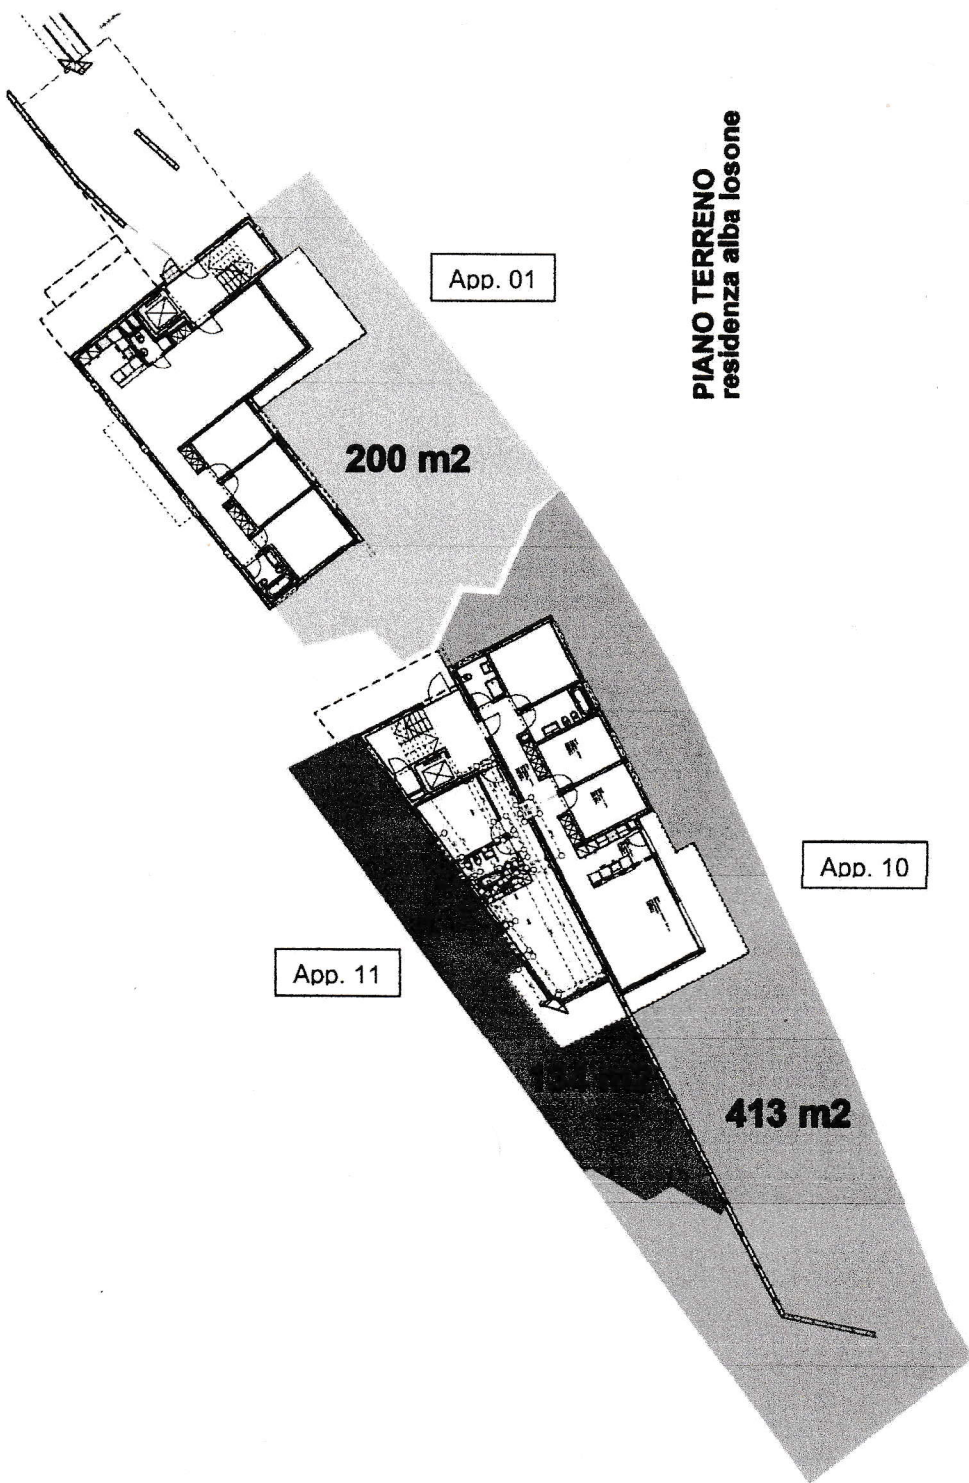 PIANO TERRENO
residenza alba losone
App. 01
200 m2
App. 10
App. 11
413 m2